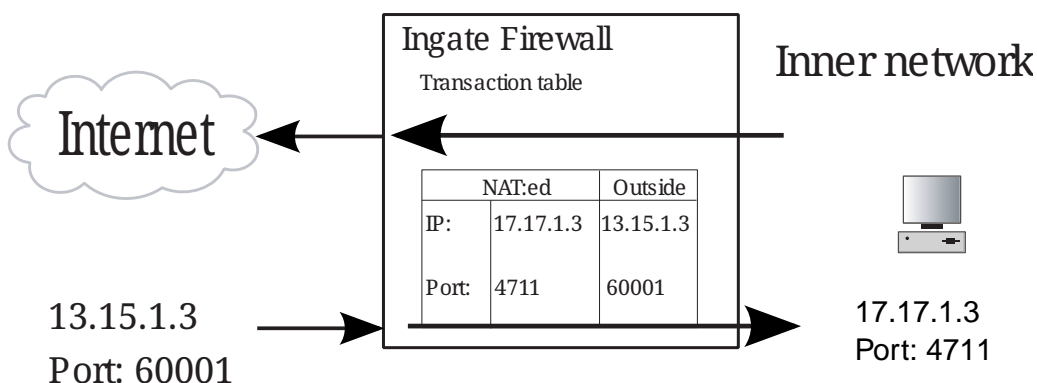 Ingate Firewall
Transaction table
Inner network
Internet
NAT:ed Outside
IP: 17.17.1.3 13.15.1.3
Port: 4711 60001
13.15.1.3
Port: 60001
17.17.1.3
Port: 4711